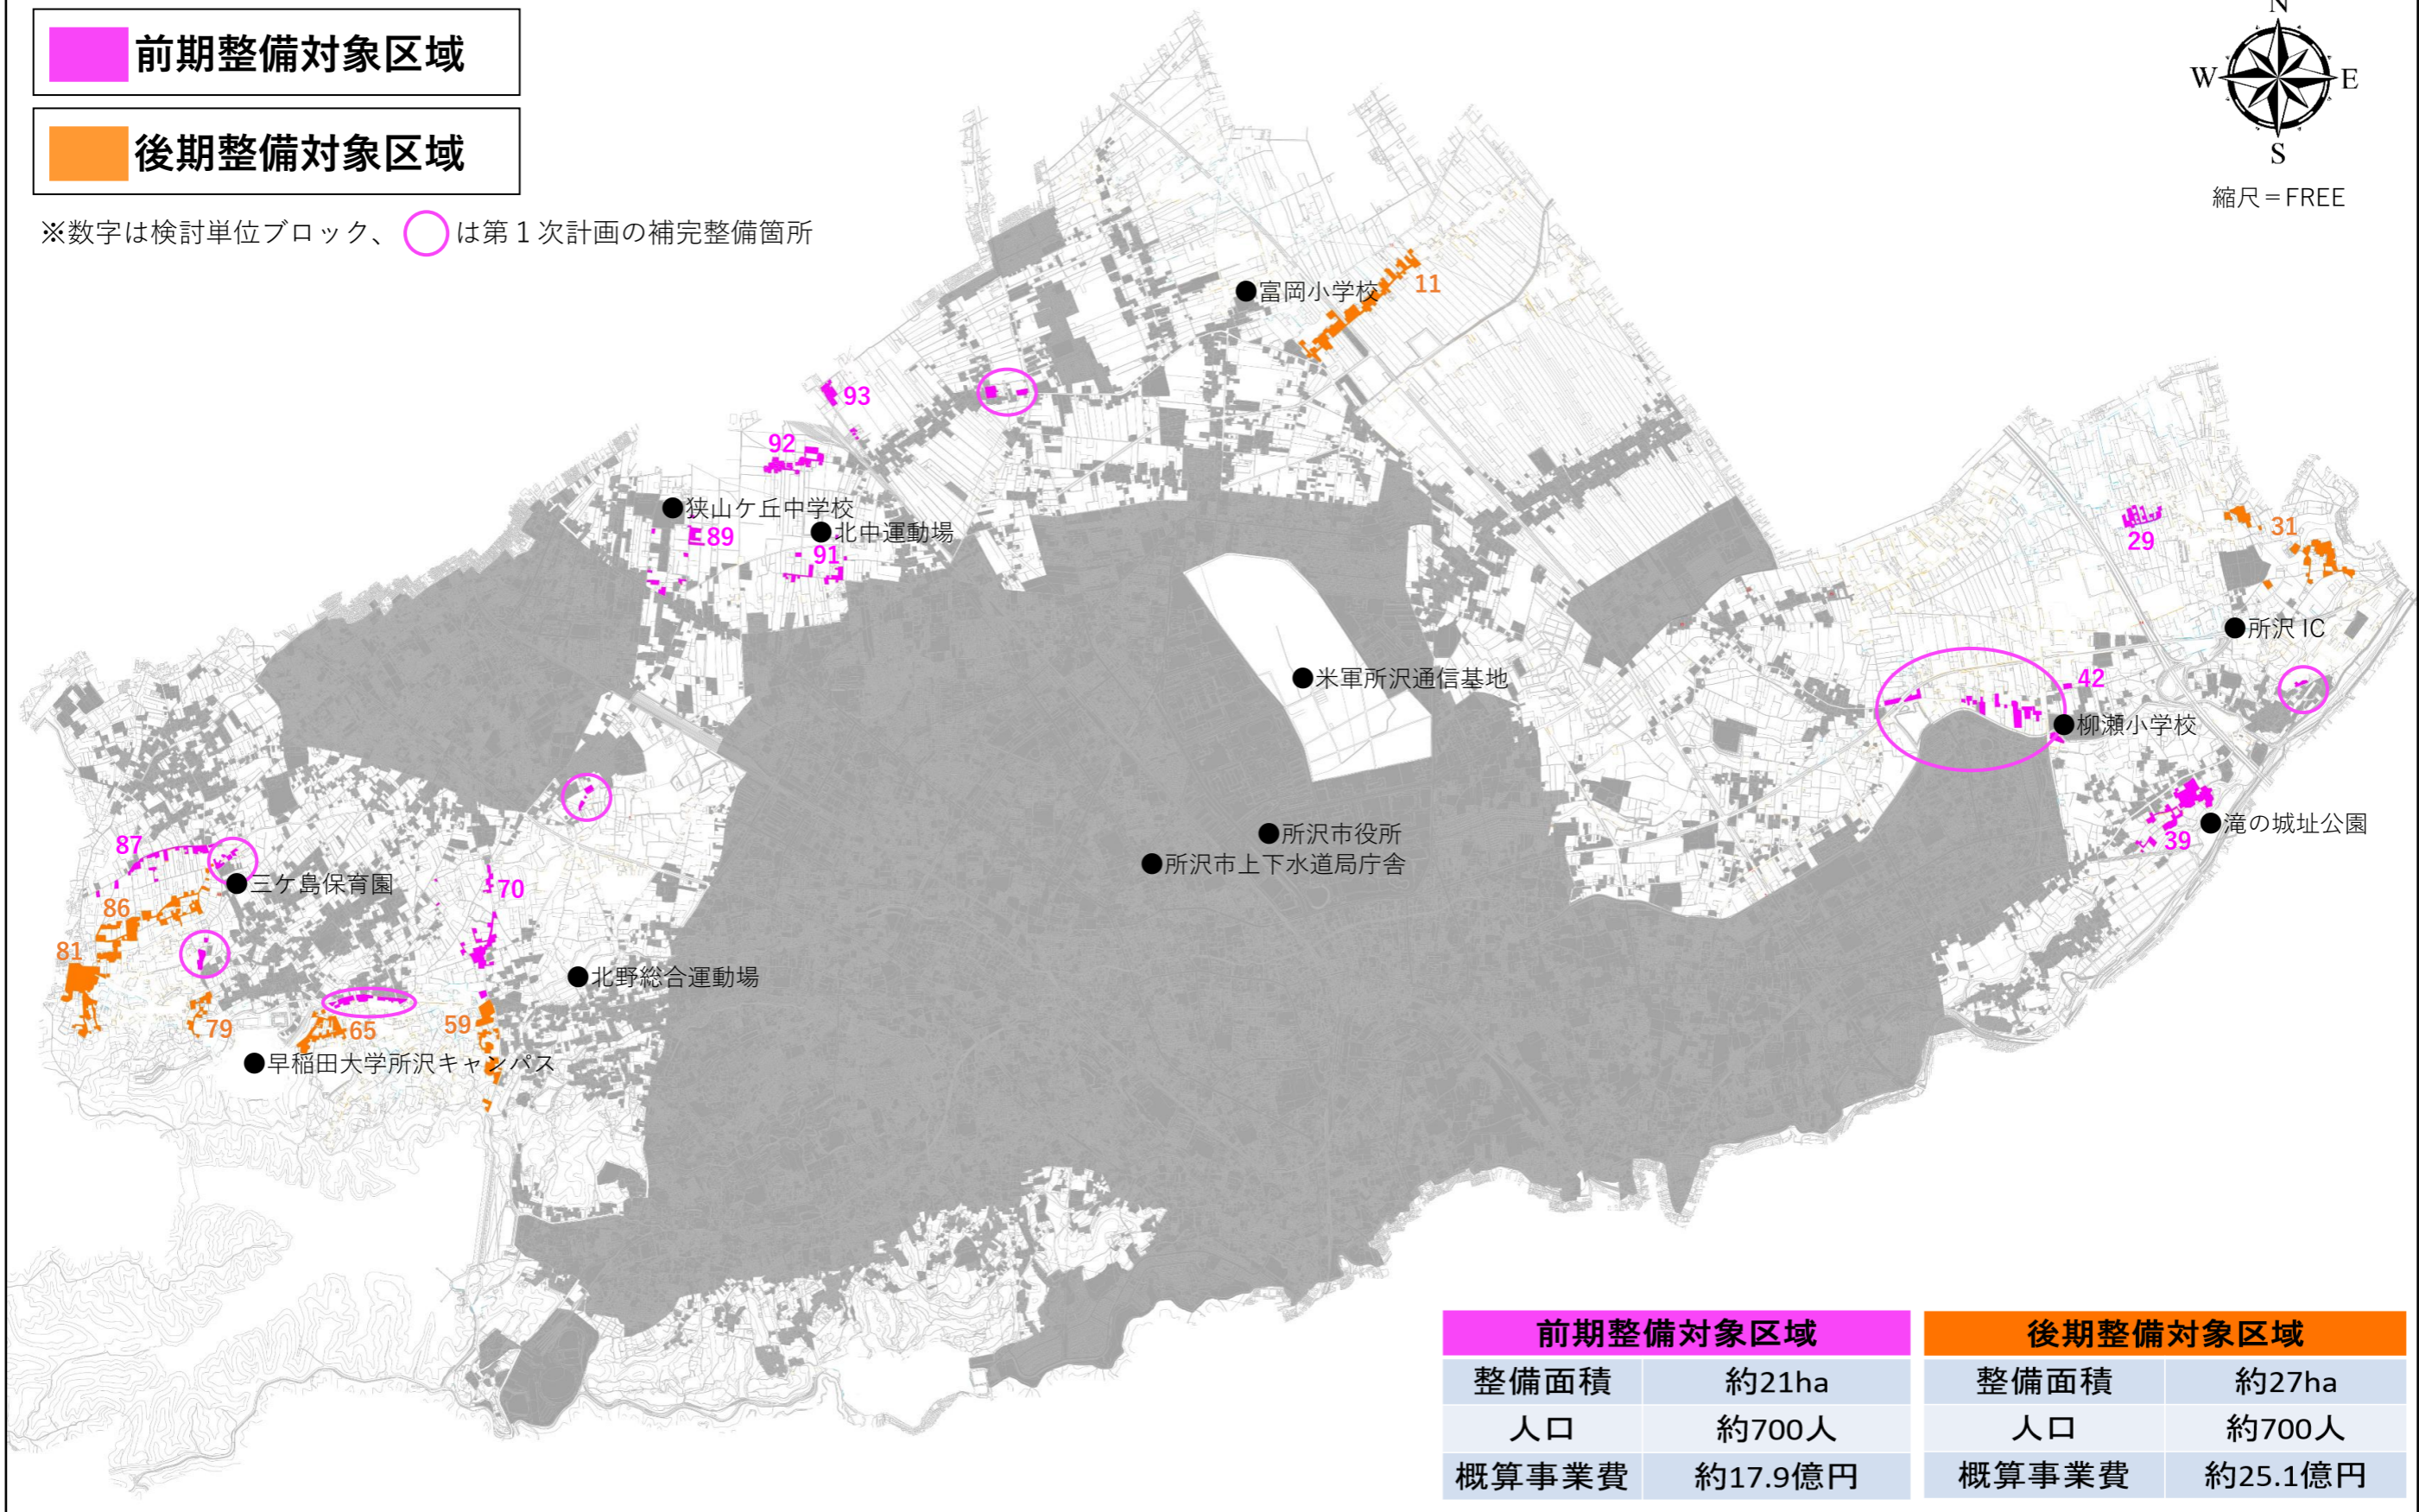 前期整備対象区域
後期整備対象区域
※数字は検討単位ブロック、 は第1次計画の補完整備箇所
N
W E
S
縮尺=FREE
富岡小学校
11
93
92
狭山ケ丘中学校
89
北中運動場
91
29
31
所沢IC
米軍所沢通信基地
42
柳瀬小学校
所沢市役所
所沢市上下水道局庁舎
滝の城址公園
39
87
三ケ島保育園
70
86
81
北野総合運動場
79
65
59
早稲田大学所沢キャンパス
前期整備対象区域
整備面積 約21ha
人口 約700人
概算事業費 約17.9億円
後期整備対象区域
整備面積 約27ha
人口 約700人
概算事業費 約25.1億円